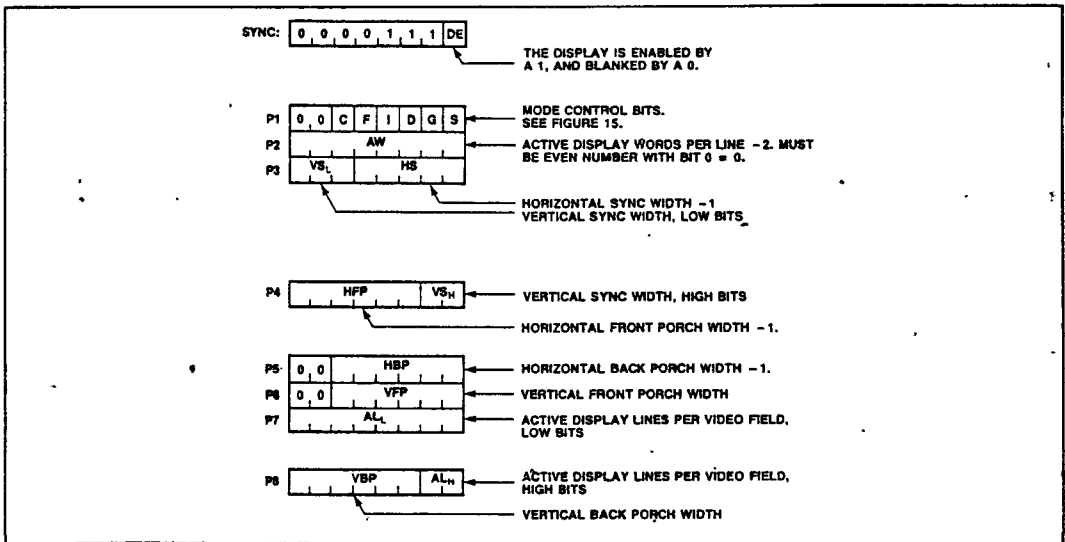 SYNC: 0 0 0 0 1 1 1 DE
THE DISPLAY IS ENABLED BY
A 1, AND BLANKED BY A 0.
P1 0 0 C F I D G S
MODE CONTROL BITS.
SEE FIGURE 15.
P2 AW
ACTIVE DISPLAY WORDS PER LINE -2. MUST
BE EVEN NUMBER WITH BIT 0 = 0.
P3 VSL HS
HORIZONTAL SYNC WIDTH -1
VERTICAL SYNC WIDTH, LOW BITS
P4 HFP VSH
VERTICAL SYNC WIDTH, HIGH BITS
HORIZONTAL FRONT PORCH WIDTH -1.
P5 0 0 HBP
HORIZONTAL BACK PORCH WIDTH -1.
P6 0 0 VFP
VERTICAL FRONT PORCH WIDTH
P7 ALL
ACTIVE DISPLAY LINES PER VIDEO FIELD,
LOW BITS
P8 VBP ALH
ACTIVE DISPLAY LINES PER VIDEO FIELD,
HIGH BITS
VERTICAL BACK PORCH WIDTH